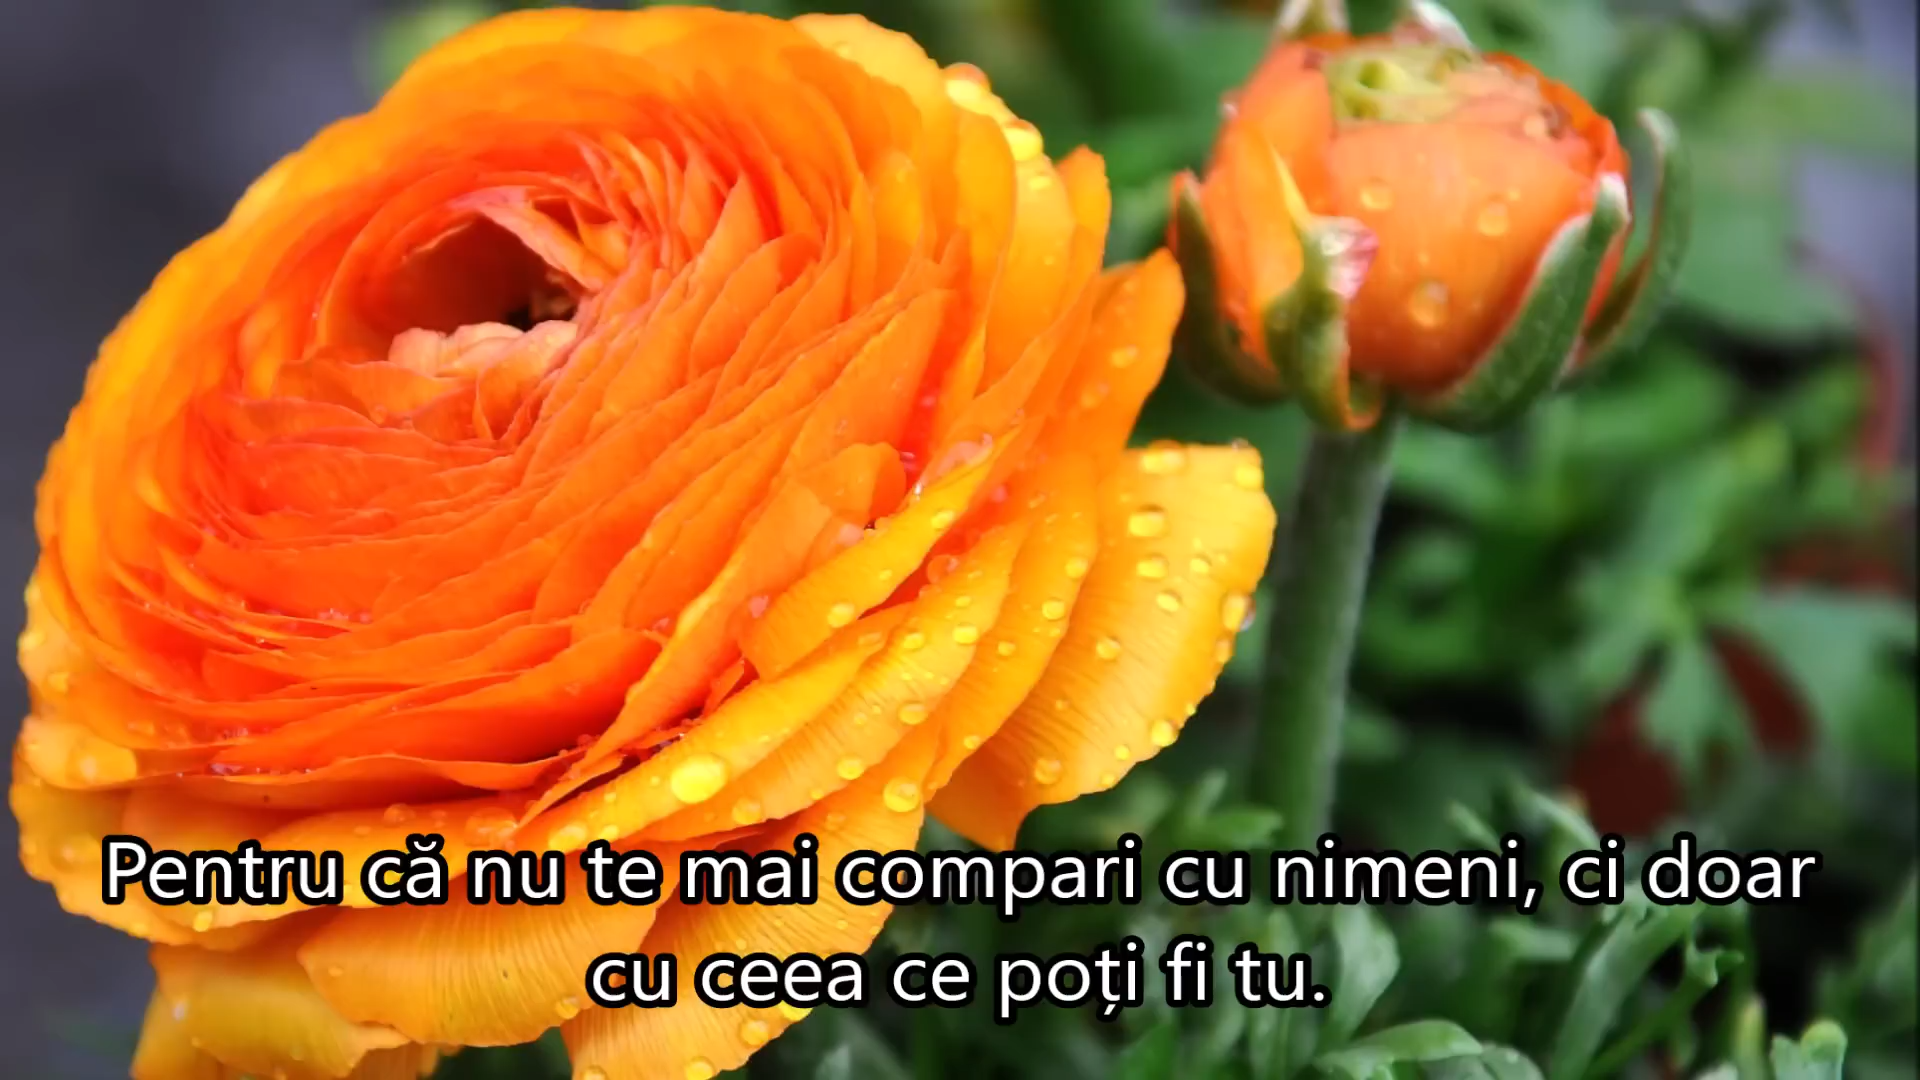 Pentru că nu te mai compari cu nimeni, ci doar
cu ceea ce poți fi tu.